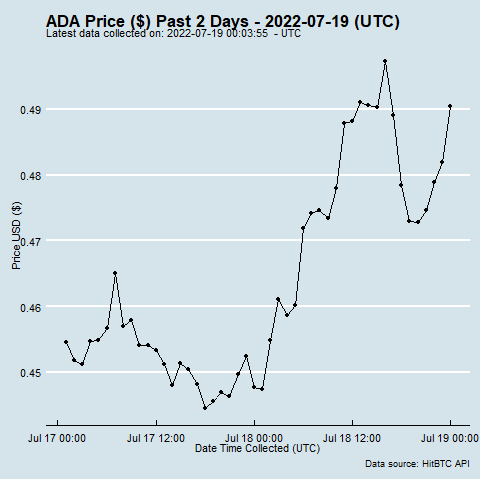 ADA Price ($) Past 2 Days - 2022-07-19 (UTC)
Latest data collected on: 2022-07-19 00:03:55 - UTC
0.49
0.48
0.47
0.46
0.45
Price USD ($)
Jul 17 00:00 Jul 17 12:00 Jul 18 00:00 Jul 18 12:00 Jul 19 00:00
Date Time Collected (UTC)
Data source: HitBTC API